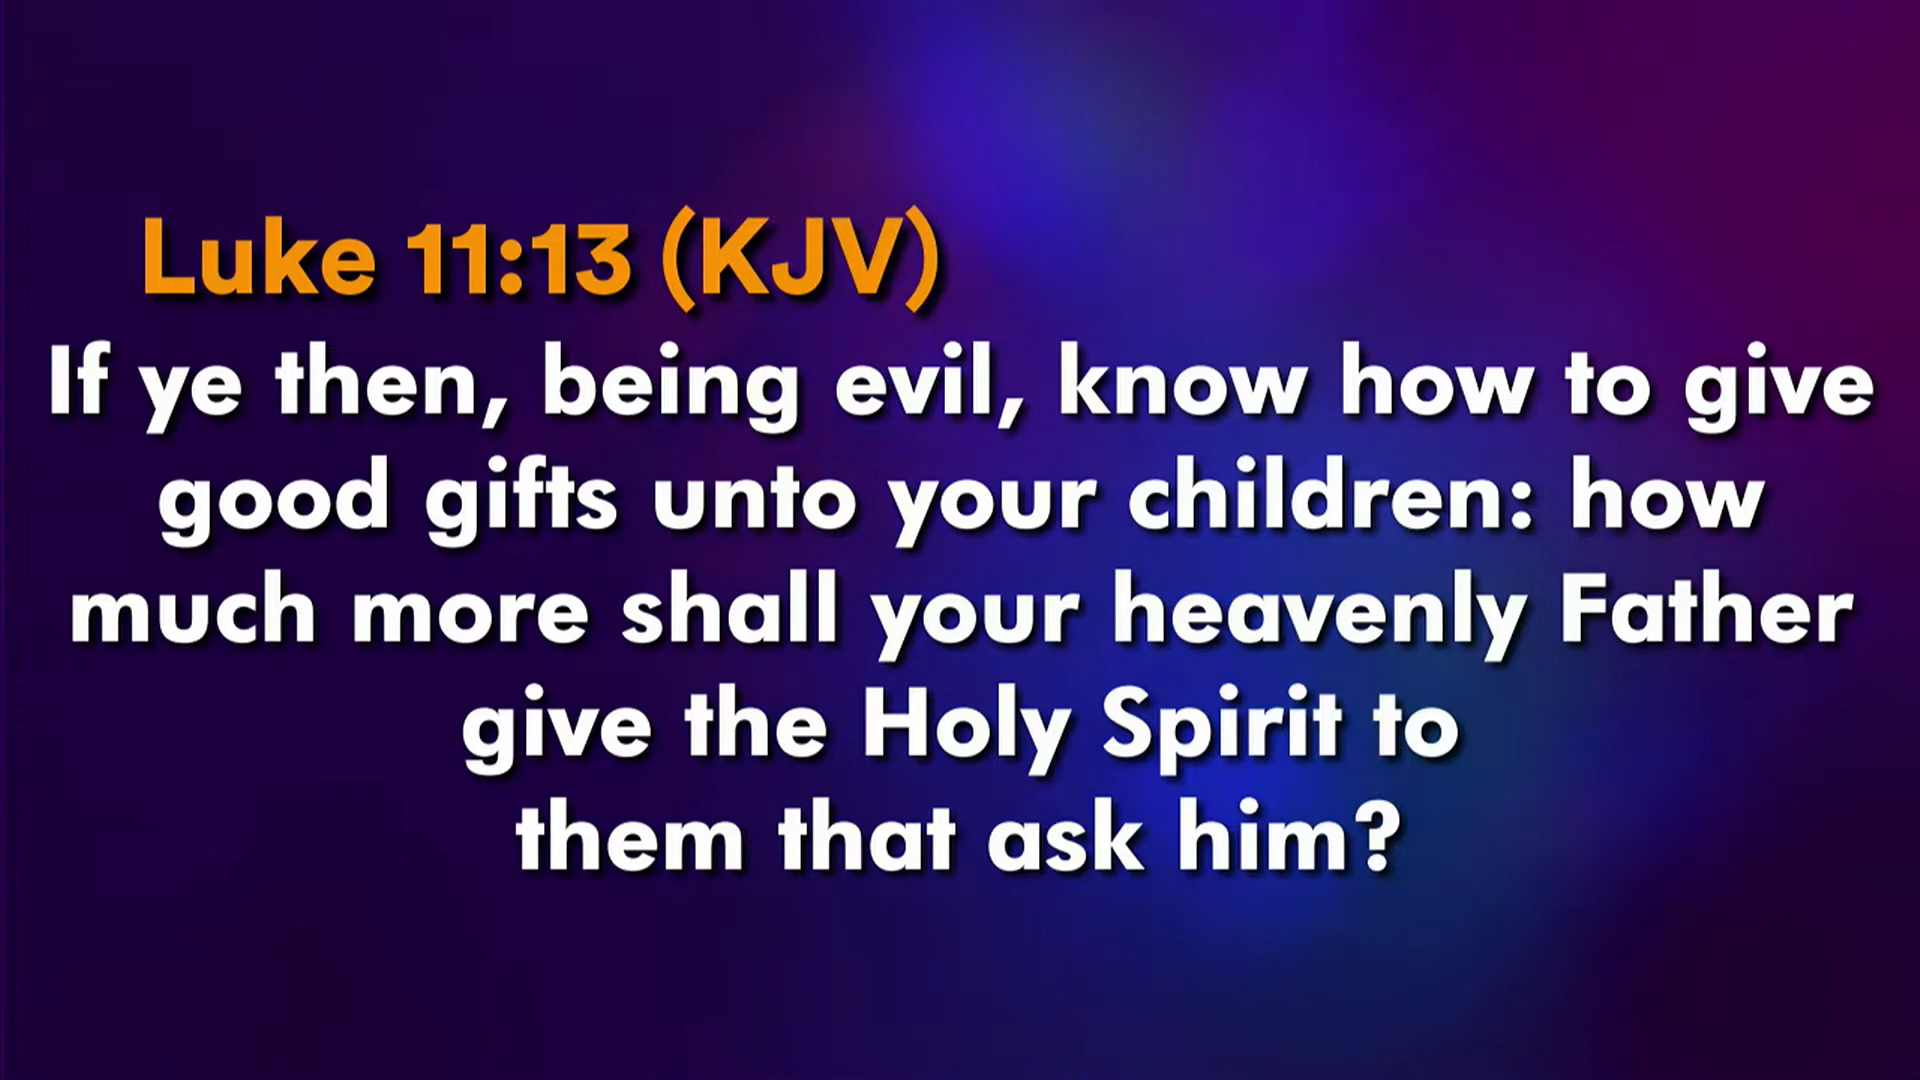 Luke 11:13 (KJV)
If ye then, being evil, know how to give
good gifts unto your children: how
much more shall your heavenly Father
give the Holy Spirit to
them that ask him?